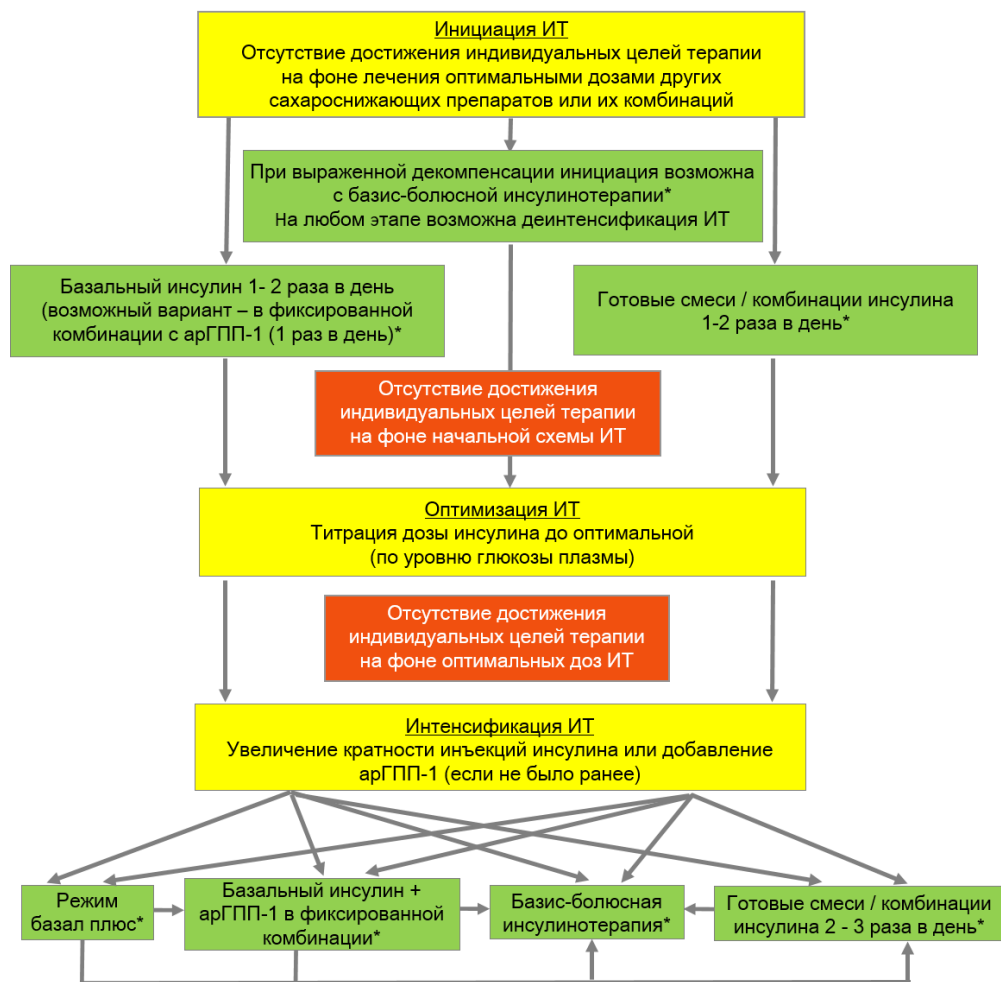 Инициация ИТ
Отсутствие достижения индивидуальных целей терапии
на фоне лечения оптимальными дозами других
сахароснижающих препаратов или их комбинаций
При выраженной декомпенсации инициация возможна
с базис-болюсной инсулинотерапии*
На любом этапе возможна деинтенсификация ИТ
Базальный инсулин 1- 2 раза в день
(возможный вариант – в фиксированной
комбинации с арГПП-1 (1 раз в день)*
Готовые смеси / комбинации инсулина
1-2 раза в день*
Отсутствие достижения
индивидуальных целей терапии
на фоне начальной схемы ИТ
Оптимизация ИТ
Титрация дозы инсулина до оптимальной
(по уровню глюкозы плазмы)
Отсутствие достижения
индивидуальных целей терапии
на фоне оптимальных доз ИТ
Интенсификация ИТ
Увеличение кратности инъекций инсулина или добавление
арГПП-1 (если не было ранее)
Режим
базал плюс*
Базальный инсулин +
арГПП-1 в фиксированной
комбинации*
Базис-болюсная
инсулинотерапия*
Готовые смеси / комбинации
инсулина 2 - 3 раза в день*